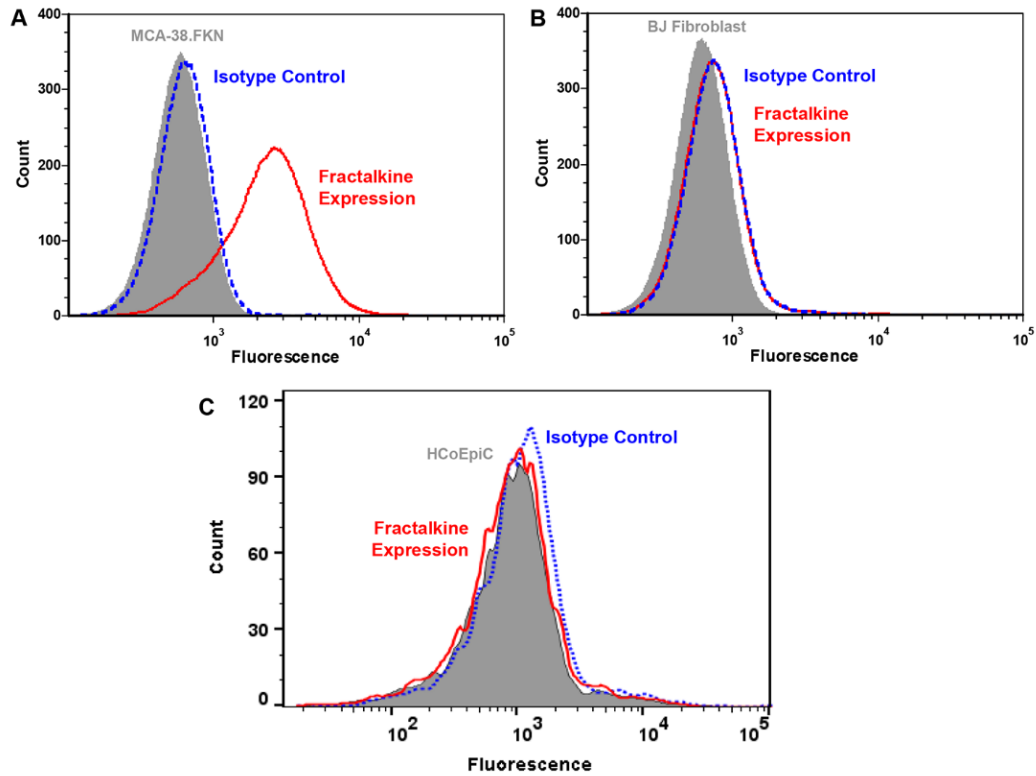 A
MCA-38.FKN
Isotype Control
Fractalkine
Expression
Count
400
300
200
100
0
10³
10⁴
10⁵
Fluorescence
B
BJ Fibroblast
Isotype Control
Fractalkine
Expression
Count
400
300
200
100
0
10³
10⁴
10⁵
Fluorescence
C
HCoEpiC
Isotype Control
Fractalkine
Expression
Count
120
90
60
30
0
10²
10³
10⁴
10⁵
Fluorescence